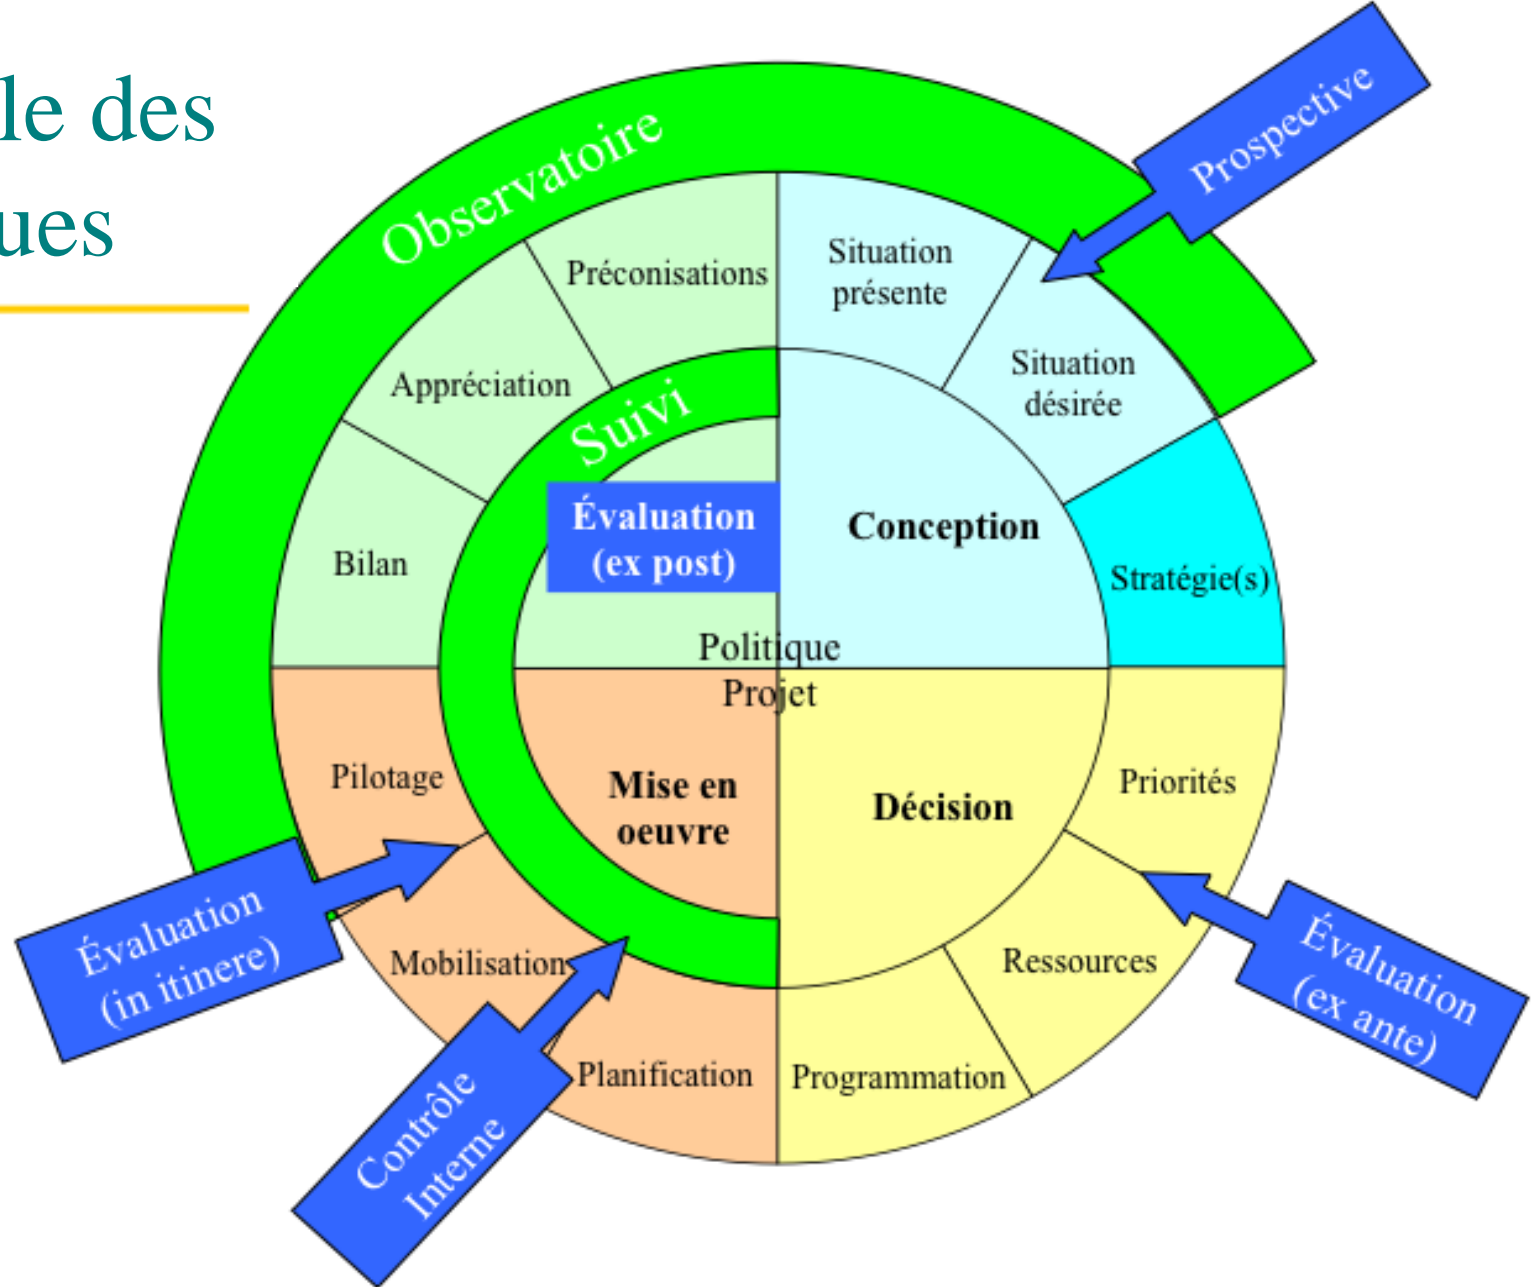 le des
ues
Prospective
Observatoire
Préconisations
Situation
présente
Appréciation
Situation
désirée
Suivi
Évaluation
(ex post)
Conception
Bilan
Stratégie(s)
Politique
Projet
Pilotage
Mise en
oeuvre
Décision
Priorités
Évaluation
(in itinere)
Mobilisation
Ressources
Évaluation
(ex ante)
Planification
Programmation
Contrôle
Interne